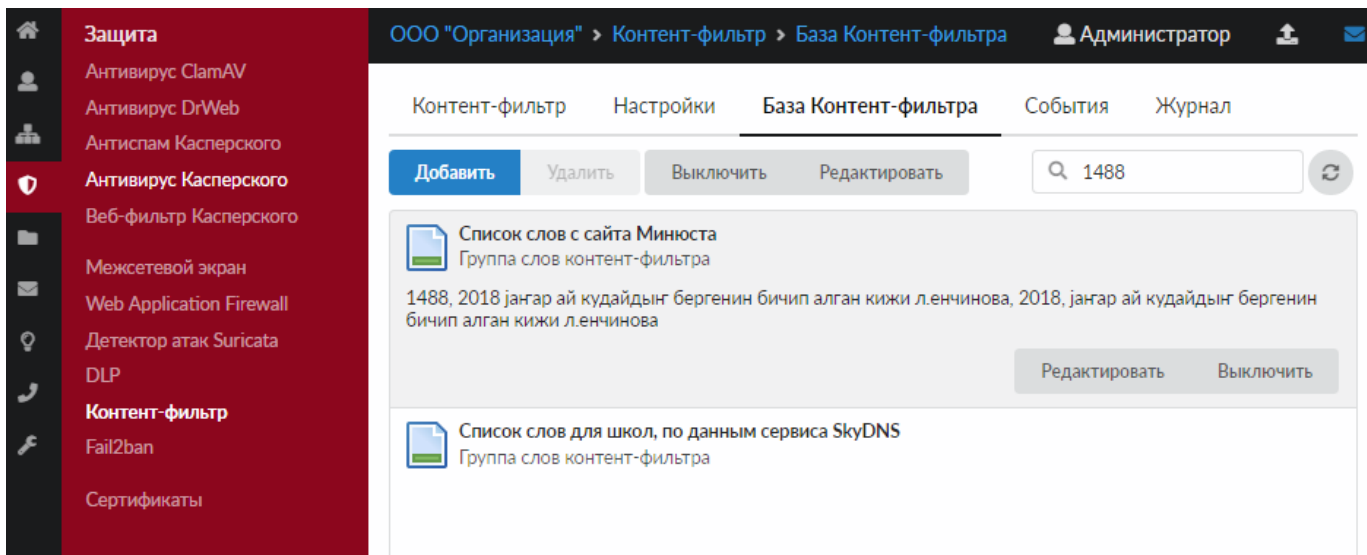 Защита
Антивирус ClamAV
Антивирус DrWeb
Антиспам Касперского
Антивирус Касперского
Веб-фильтр Касперского
Межсетевой экран
Web Application Firewall
Детектор атак Suricata
DLP
Контент-фильтр
Fail2ban
Сертификаты
ООО "Организация" > Контент-фильтр > База Контент-фильтра Администратор
Контент-фильтр Настройки База Контент-фильтра События Журнал
Добавить Удалить Выключить Редактировать 1488
Список слов с сайта Минюста
Группа слов контент-фильтра
1488, 2018 јаҥар ай кудайдыҥ бергенин бичип алган кижи л.енчинова, 2018, јаҥар ай кудайдыҥ бергенин
бичип алган кижи л.енчинова
Редактировать Выключить
Список слов для школ, по данным сервиса SkyDNS
Группа слов контент-фильтра